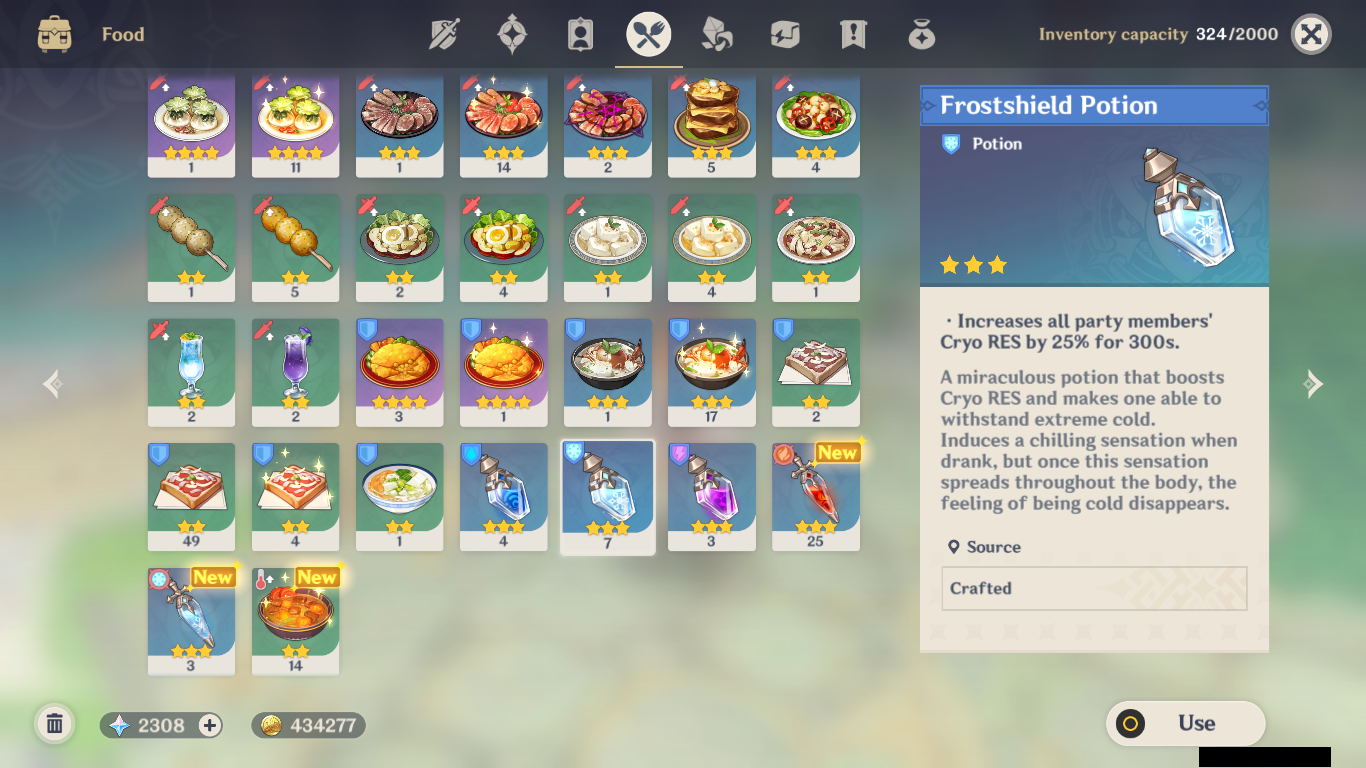 Food
Inventory capacity 324/2000
1
11
1
14
2
5
4
1
5
2
4
1
4
1
2
2
3
1
1
17
2
New
49
4
1
4
7
3
25
New
New
3
14
2308
434277
Frostshield Potion
Potion
· Increases all party members'
Cryo RES by 25% for 300s.
A miraculous potion that boosts
Cryo RES and makes one able to
withstand extreme cold.
Induces a chilling sensation when
drank, but once this sensation
spreads throughout the body, the
feeling of being cold disappears.
Source
Crafted
Use